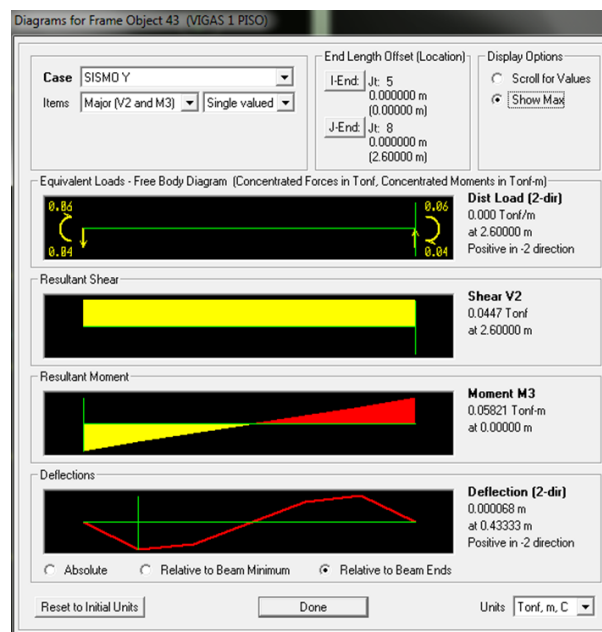 Diagrams for Frame Object 43 (VIGAS 1 PISO)
Case SISMO Y
Items Major (V2 and M3) Single valued
End Length Offset (Location)
I-End: Jt: 5
0.000000 m
(0.00000 m)
J-End: Jt: 8
0.000000 m
(2.60000 m)
Display Options
Scroll for Values
Show Max
Equivalent Loads - Free Body Diagram (Concentrated Forces in Tonf, Concentrated Moments in Tonf-m)
0.06 0.06
0.04 0.04
Dist Load (2-dir)
0.000 Tonf/m
at 2.60000 m
Positive in -2 direction
Resultant Shear
Shear V2
0.0447 Tonf
at 2.60000 m
Resultant Moment
Moment M3
0.05821 Tonf-m
at 0.00000 m
Deflections
Deflection (2-dir)
0.000068 m
at 0.43333 m
Positive in -2 direction
Absolute Relative to Beam Minimum Relative to Beam Ends
Reset to Initial Units Done Units Tonf, m, C